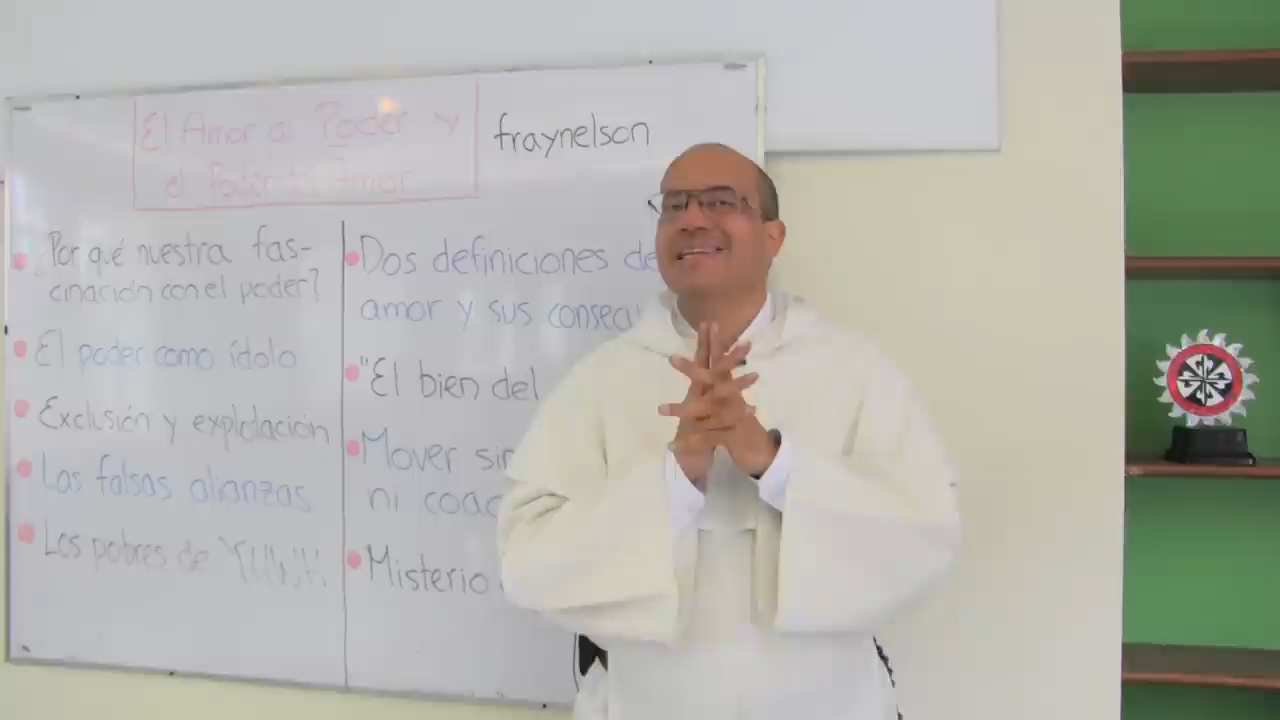 El Amor al Poder y
el Poder del Amor
fraynelson
Por qué nuestra fas-
cinación con el poder?
El poder como ídolo
Exclusión y explotación
Las falsas alianzas
Los pobres de
Dos definiciones de
amor y sus consecu
"El bien del
Mover sin
ni coac
Misterio